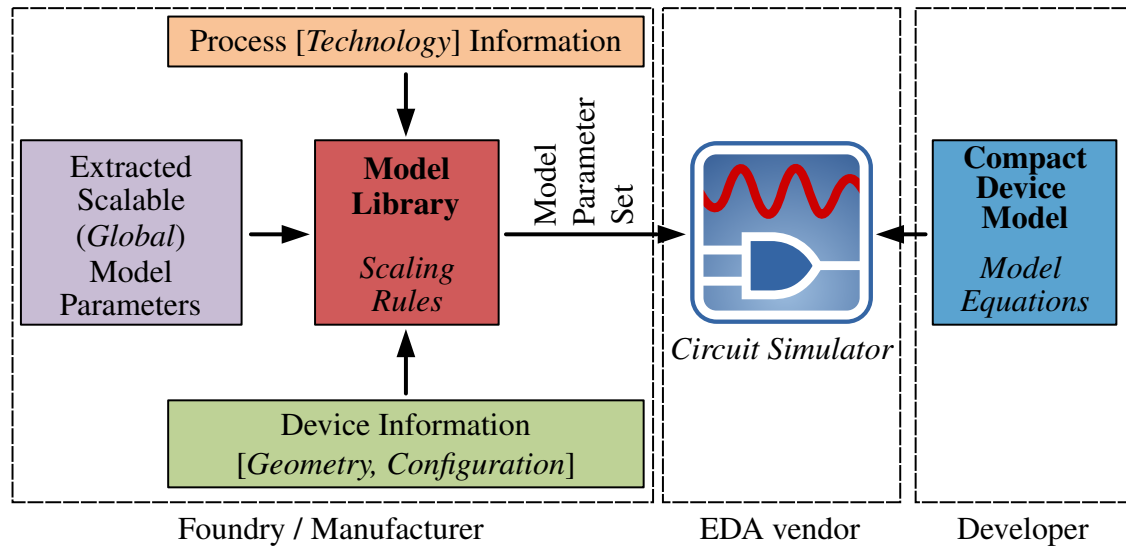 Process [Technology] Information
Extracted
Scalable
(Global)
Model
Parameters
Model
Library
Scaling
Rules
Model
Parameter
Set
Circuit Simulator
Compact
Device
Model
Model
Equations
Device Information
[Geometry, Configuration]
Foundry / Manufacturer
EDA vendor
Developer